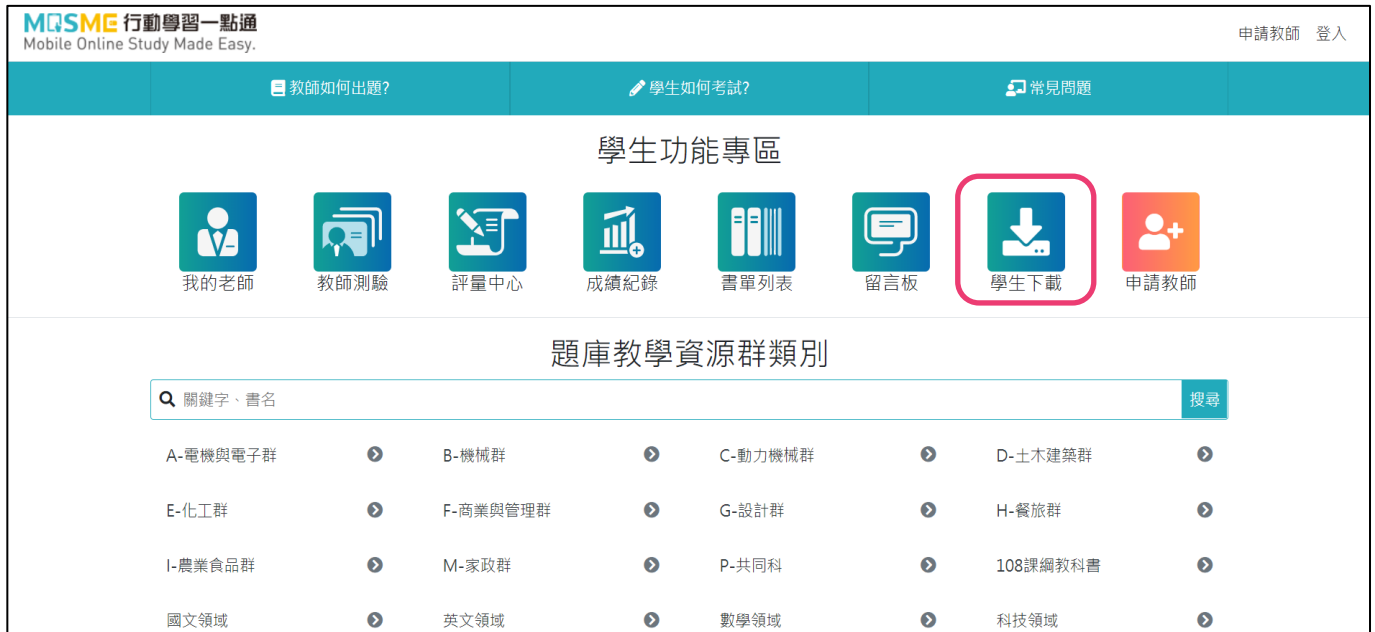 MOSME 行動學習一點通
Mobile Online Study Made Easy.
申請教師 登入
教師如何出題?
學生如何考試?
常見問題
學生功能專區
我的老師
教師測驗
評量中心
成績紀錄
書單列表
留言板
學生下載
申請教師
題庫教學資源群類別
關鍵字、書名
搜尋
A-電機與電子群
B-機械群
C-動力機械群
D-土木建築群
E-化工群
F-商業與管理群
G-設計群
H-餐旅群
I-農業食品群
M-家政群
P-共同科
108課綱教科書
國文領域
英文領域
數學領域
科技領域